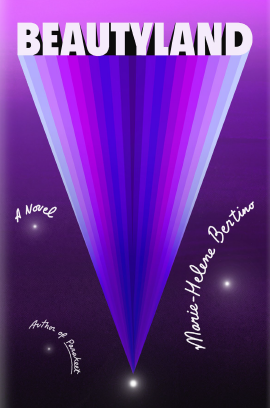 BEAUTYLAND
A Novel
Marie-Helene Bertino
Author of Parakeet